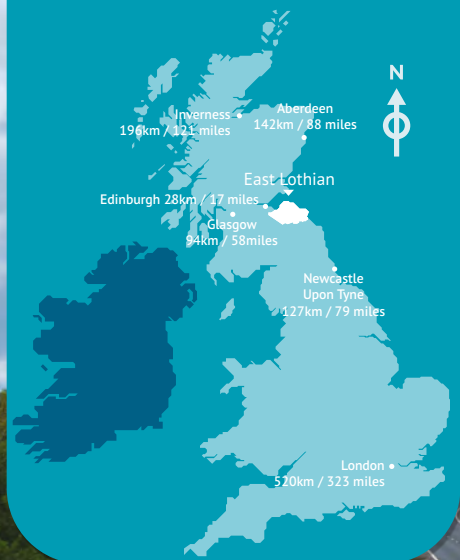 N
Inverness
196km / 121 miles
Aberdeen
142km / 88 miles
East Lothian
Edinburgh 28km / 17 miles
Glasgow
94km / 58miles
Newcastle
Upon Tyne
127km / 79 miles
London
520km / 323 miles